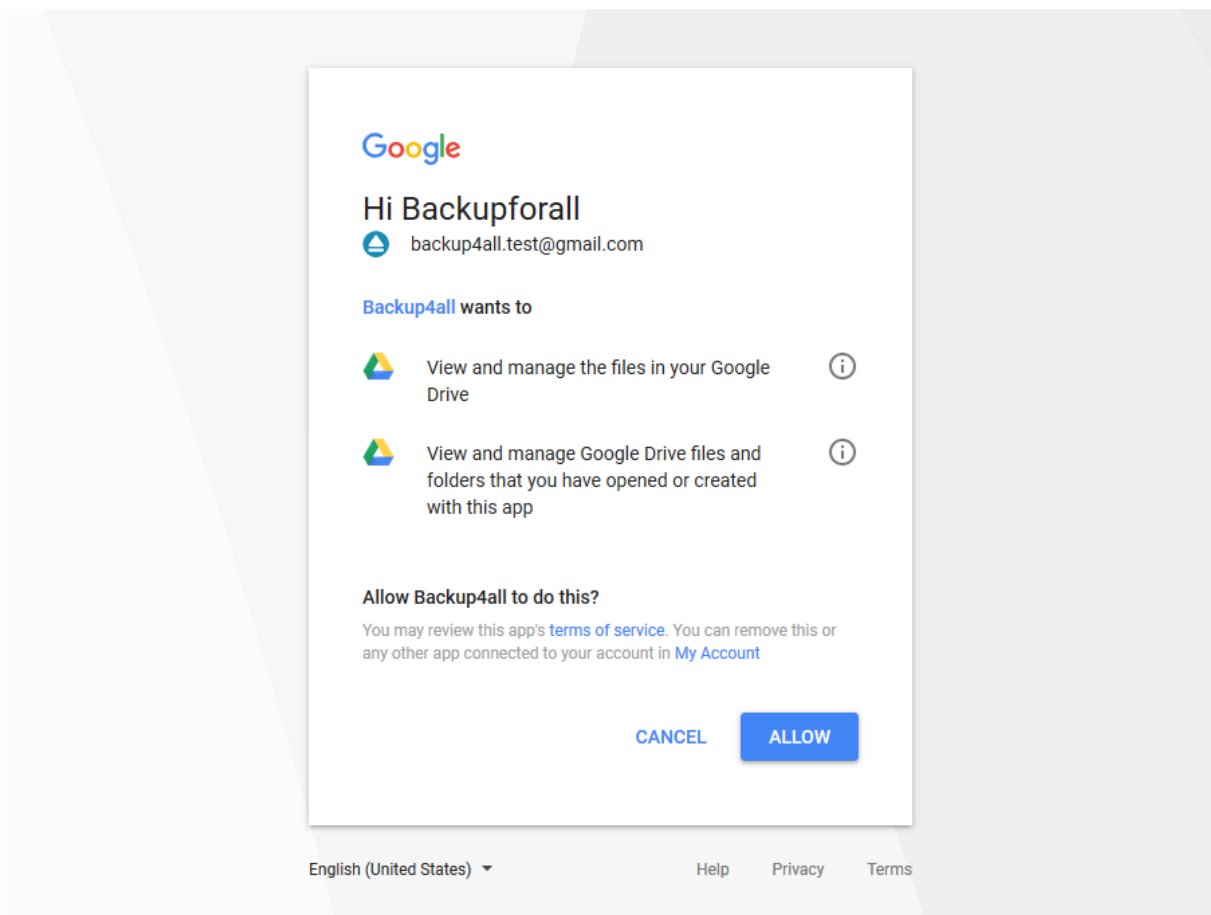 Google
Hi Backupforall
backup4all.test@gmail.com
Backup4all wants to
View and manage the files in your Google
Drive
View and manage Google Drive files and
folders that you have opened or created
with this app
Allow Backup4all to do this?
You may review this app's terms of service. You can remove this or
any other app connected to your account in My Account
CANCEL ALLOW
English (United States) Help Privacy Terms